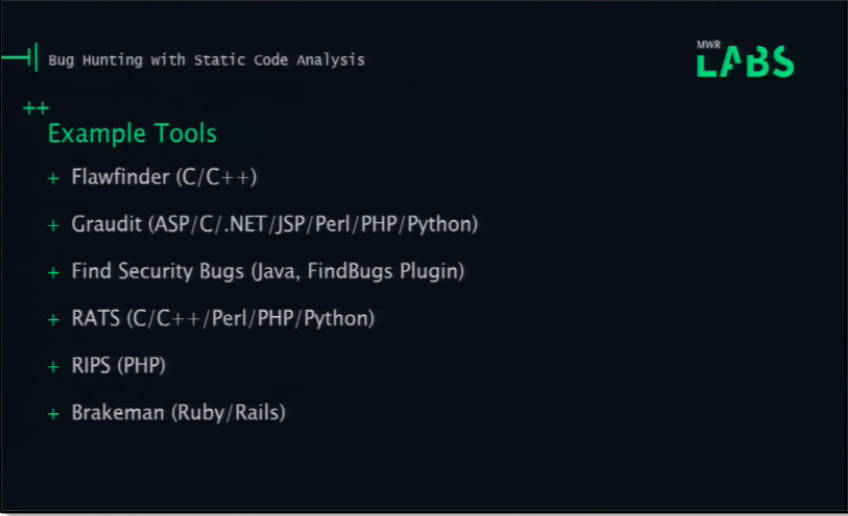 Bug Hunting with Static Code Analysis
MWR
LABS
++
Example Tools
+ Flawfinder (C/C++)
+ Graudit (ASP/C/.NET/JSP/Perl/PHP/Python)
+ Find Security Bugs (Java, FindBugs Plugin)
+ RATS (C/C++/Perl/PHP/Python)
+ RIPS (PHP)
+ Brakeman (Ruby/Rails)